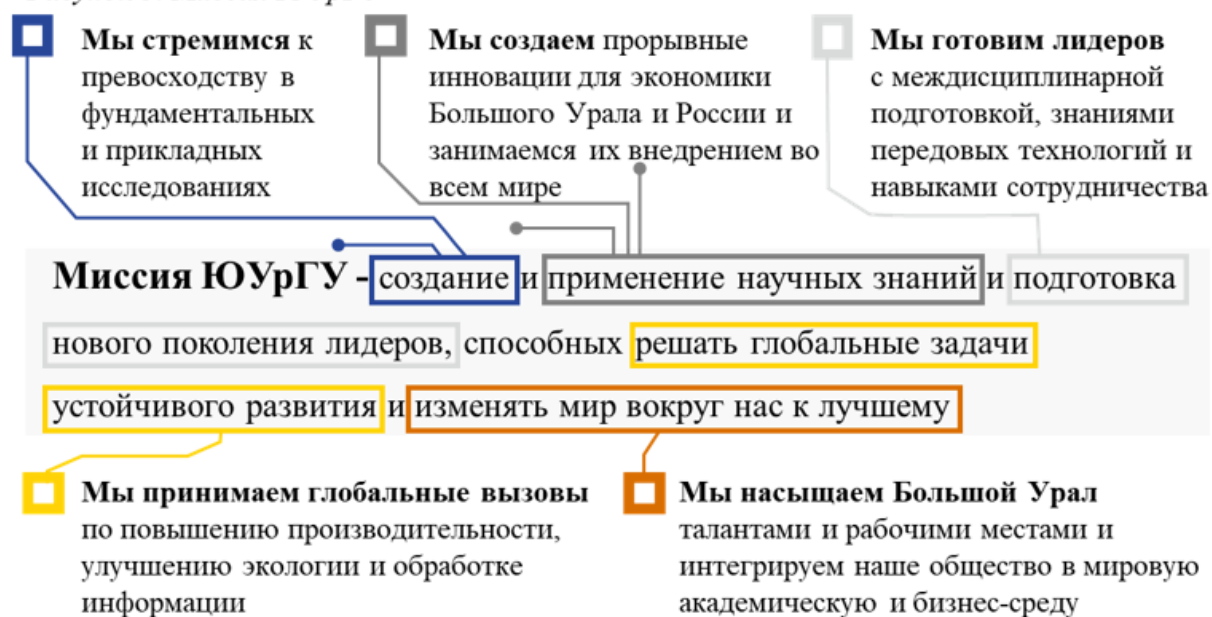 Мы стремимся к
превосходству в
фундаментальных
и прикладных
исследованиях
Мы создаем прорывные
инновации для экономики
Большого Урала и России и
занимаемся их внедрением во
всем мире
Мы готовим лидеров
с междисциплинарной
подготовкой, знаниями
передовых технологий и
навыками сотрудничества
Миссия ЮУрГУ - создание и применение научных знаний и подготовка
нового поколения лидеров, способных решать глобальные задачи
устойчивого развития и изменять мир вокруг нас к лучшему
Мы принимаем глобальные вызовы
по повышению производительности,
улучшению экологии и обработке
информации
Мы насыщаем Большой Урал
талантами и рабочими местами и
интегрируем наше общество в мировую
академическую и бизнес-среду